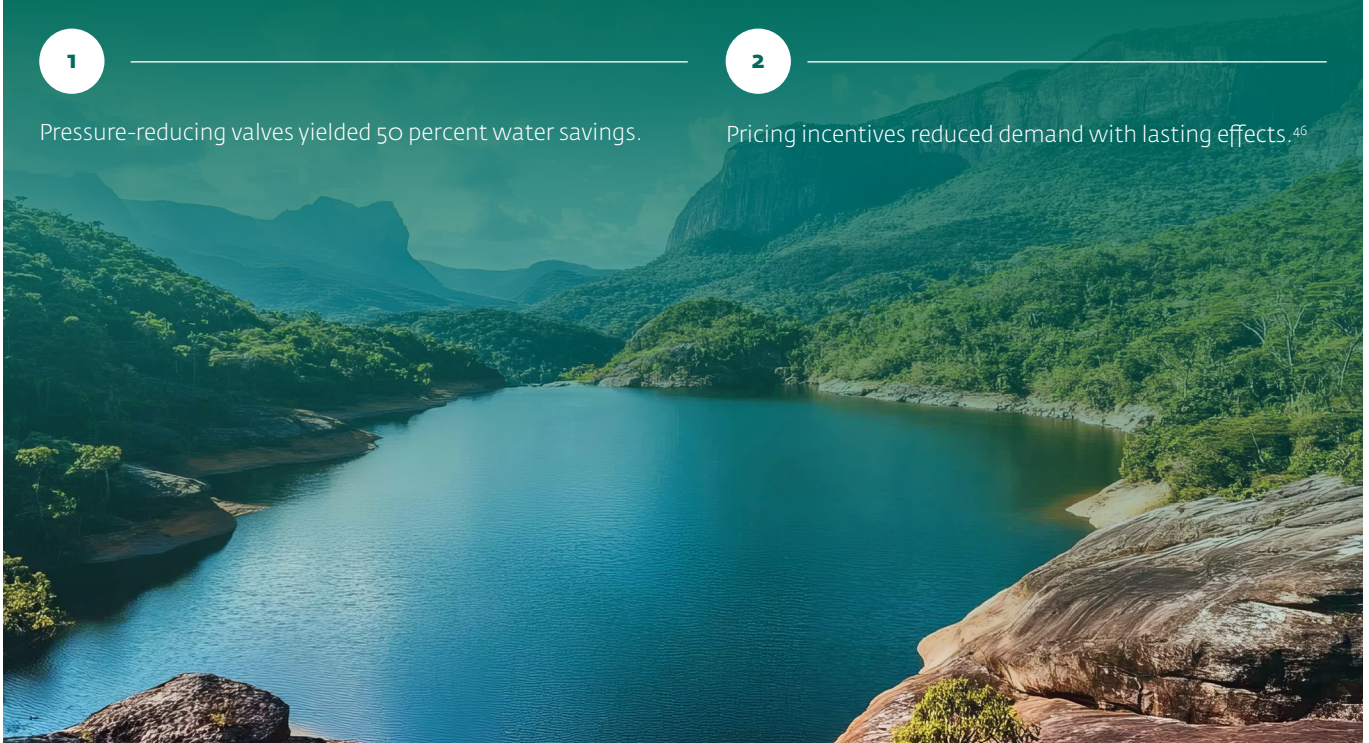 1
Pressure-reducing valves yielded 50 percent water savings.
2
Pricing incentives reduced demand with lasting effects.46